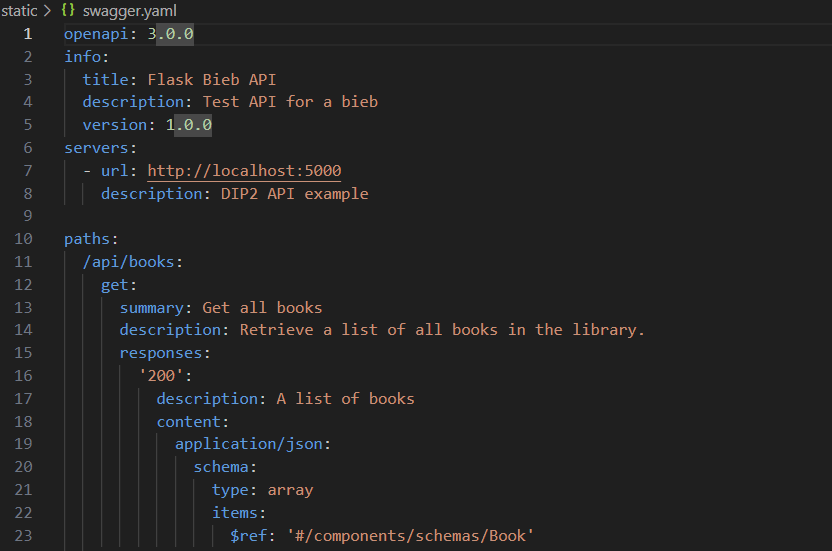 static > {} swagger.yaml
1 openapi: 3.0.0
2 info:
3   title: Flask Bieb API
4   description: Test API for a bieb
5   version: 1.0.0
6 servers:
7   - url: http://localhost:5000
8     description: DIP2 API example
9
10 paths:
11   /api/books:
12     get:
13       summary: Get all books
14       description: Retrieve a list of all books in the library.
15       responses:
16         '200':
17           description: A list of books
18           content:
19             application/json:
20               schema:
21                 type: array
22                 items:
23                   $ref: '#/components/schemas/Book'